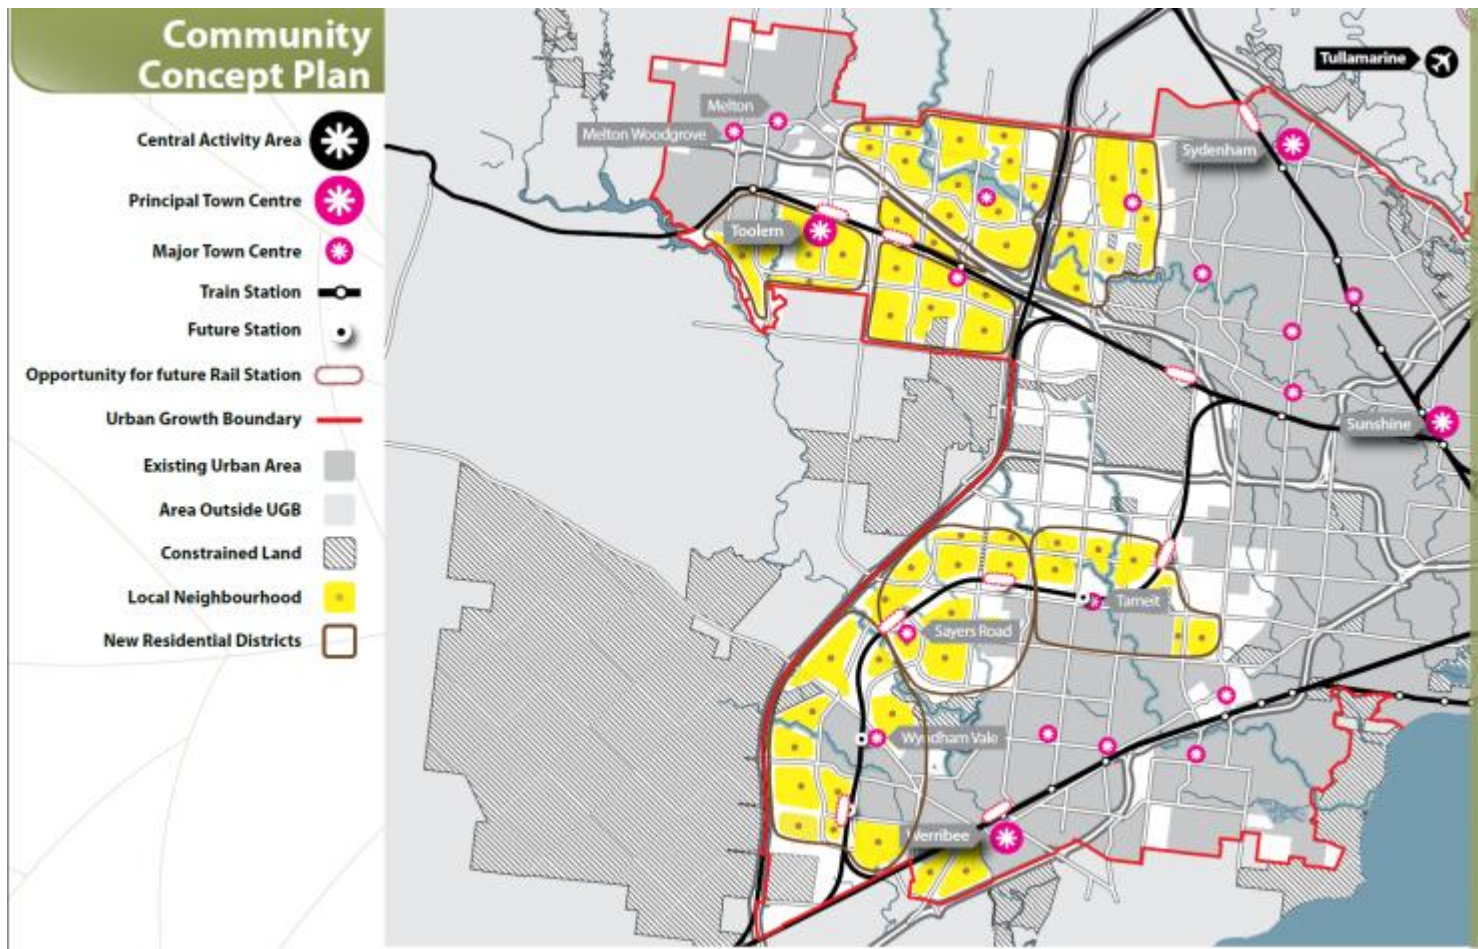 Community
Concept Plan
Central Activity Area
Principal Town Centre
Major Town Centre
Train Station
Future Station
Opportunity for future Rail Station
Urban Growth Boundary
Existing Urban Area
Area Outside UGB
Constrained Land
Local Neighbourhood
New Residential Districts
Tullamarine
Melton
Melton Woodgrove
Sydenham
Toolern
Sunshine
Tarneit
Sayers Road
Wyndham Vale
Werribee